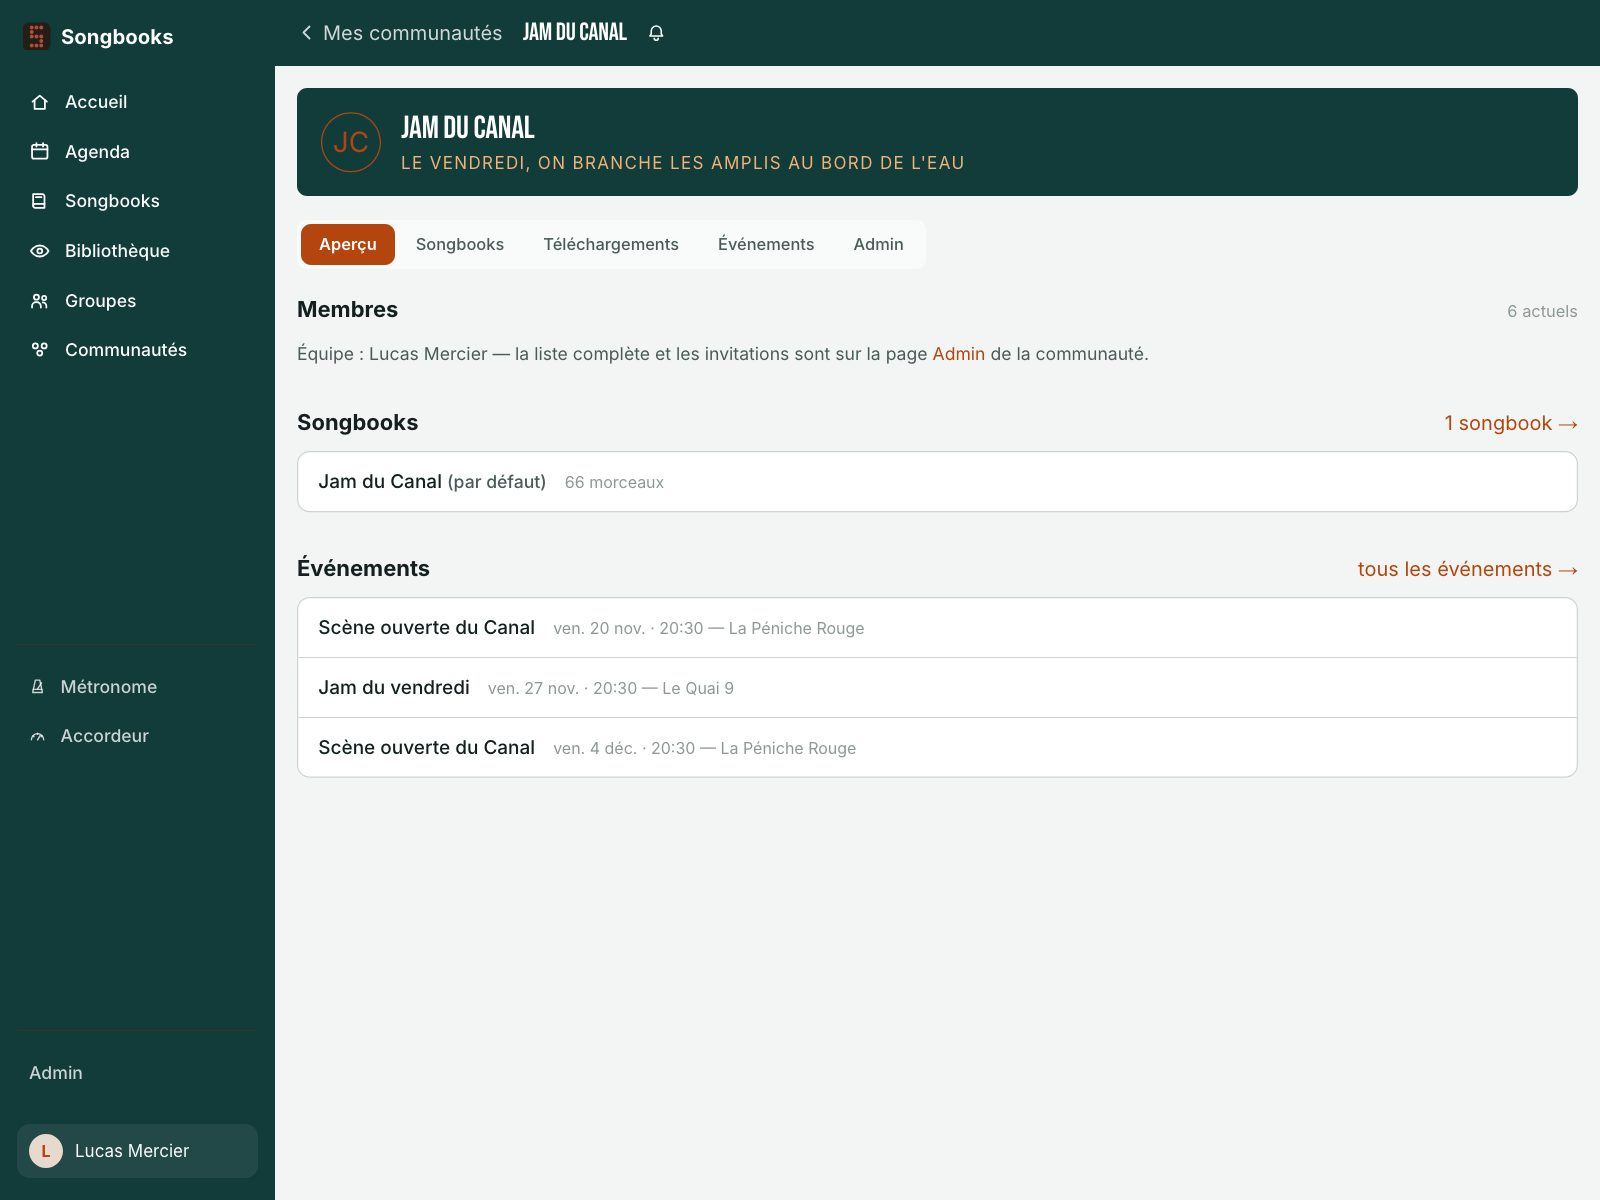 Songbooks
Accueil
Agenda
Songbooks
Bibliothèque
Groupes
Communautés
Métronome
Accordeur
Admin
L Lucas Mercier
Mes communautés JAM DU CANAL
JC
JAM DU CANAL
LE VENDREDI, ON BRANCHE LES AMPLIS AU BORD DE L'EAU
Aperçu Songbooks Téléchargements Événements Admin
Membres 6 actuels
Équipe : Lucas Mercier — la liste complète et les invitations sont sur la page Admin de la communauté.
Songbooks 1 songbook →
Jam du Canal (par défaut) 66 morceaux
Événements tous les événements →
Scène ouverte du Canal ven. 20 nov. · 20:30 — La Péniche Rouge
Jam du vendredi ven. 27 nov. · 20:30 — Le Quai 9
Scène ouverte du Canal ven. 4 déc. · 20:30 — La Péniche Rouge